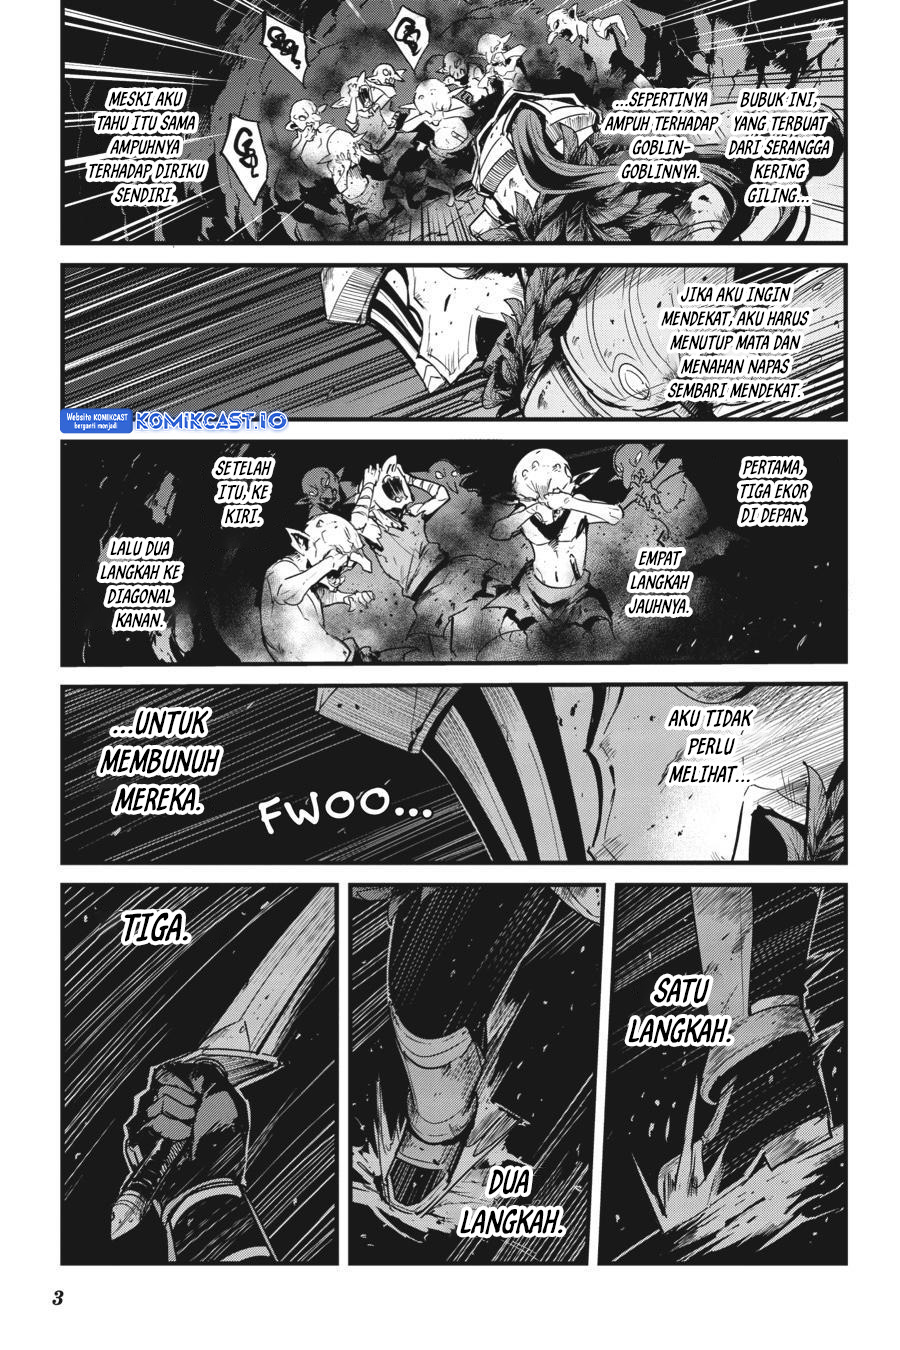 BUBUK INI,
YANG TERBUAT
DARI SERANGGA
KERING
GILING...
...SEPERTINYA
AMPUH TERHADAP
GOBLIN-
GOBLINNYA.
MESKI AKU
TAHU ITU SAMA
AMPUHNYA
TERHADAP DIRIKU
SENDIRI.
JIKA AKU INGIN
MENDEKAT, AKU HARUS
MENUTUP MATA DAN
MENAHAN NAPAS
SEMBARI MENDEKAT.
Website KOMIKCAST
berganti menjadi
KOMIKCAST.IO
PERTAMA,
TIGA EKOR
DI DEPAN.
EMPAT
LANGKAH
JAUHNYA.
SETELAH
ITU, KE
KIRI.
LALU DUA
LANGKAH KE
DIAGONAL
KANAN.
AKU TIDAK
PERLU
MELIHAT...
FWOO...
...UNTUK
MEMBUNUH
MEREKA.
SATU
LANGKAH.
DUA
LANGKAH.
TIGA.
3